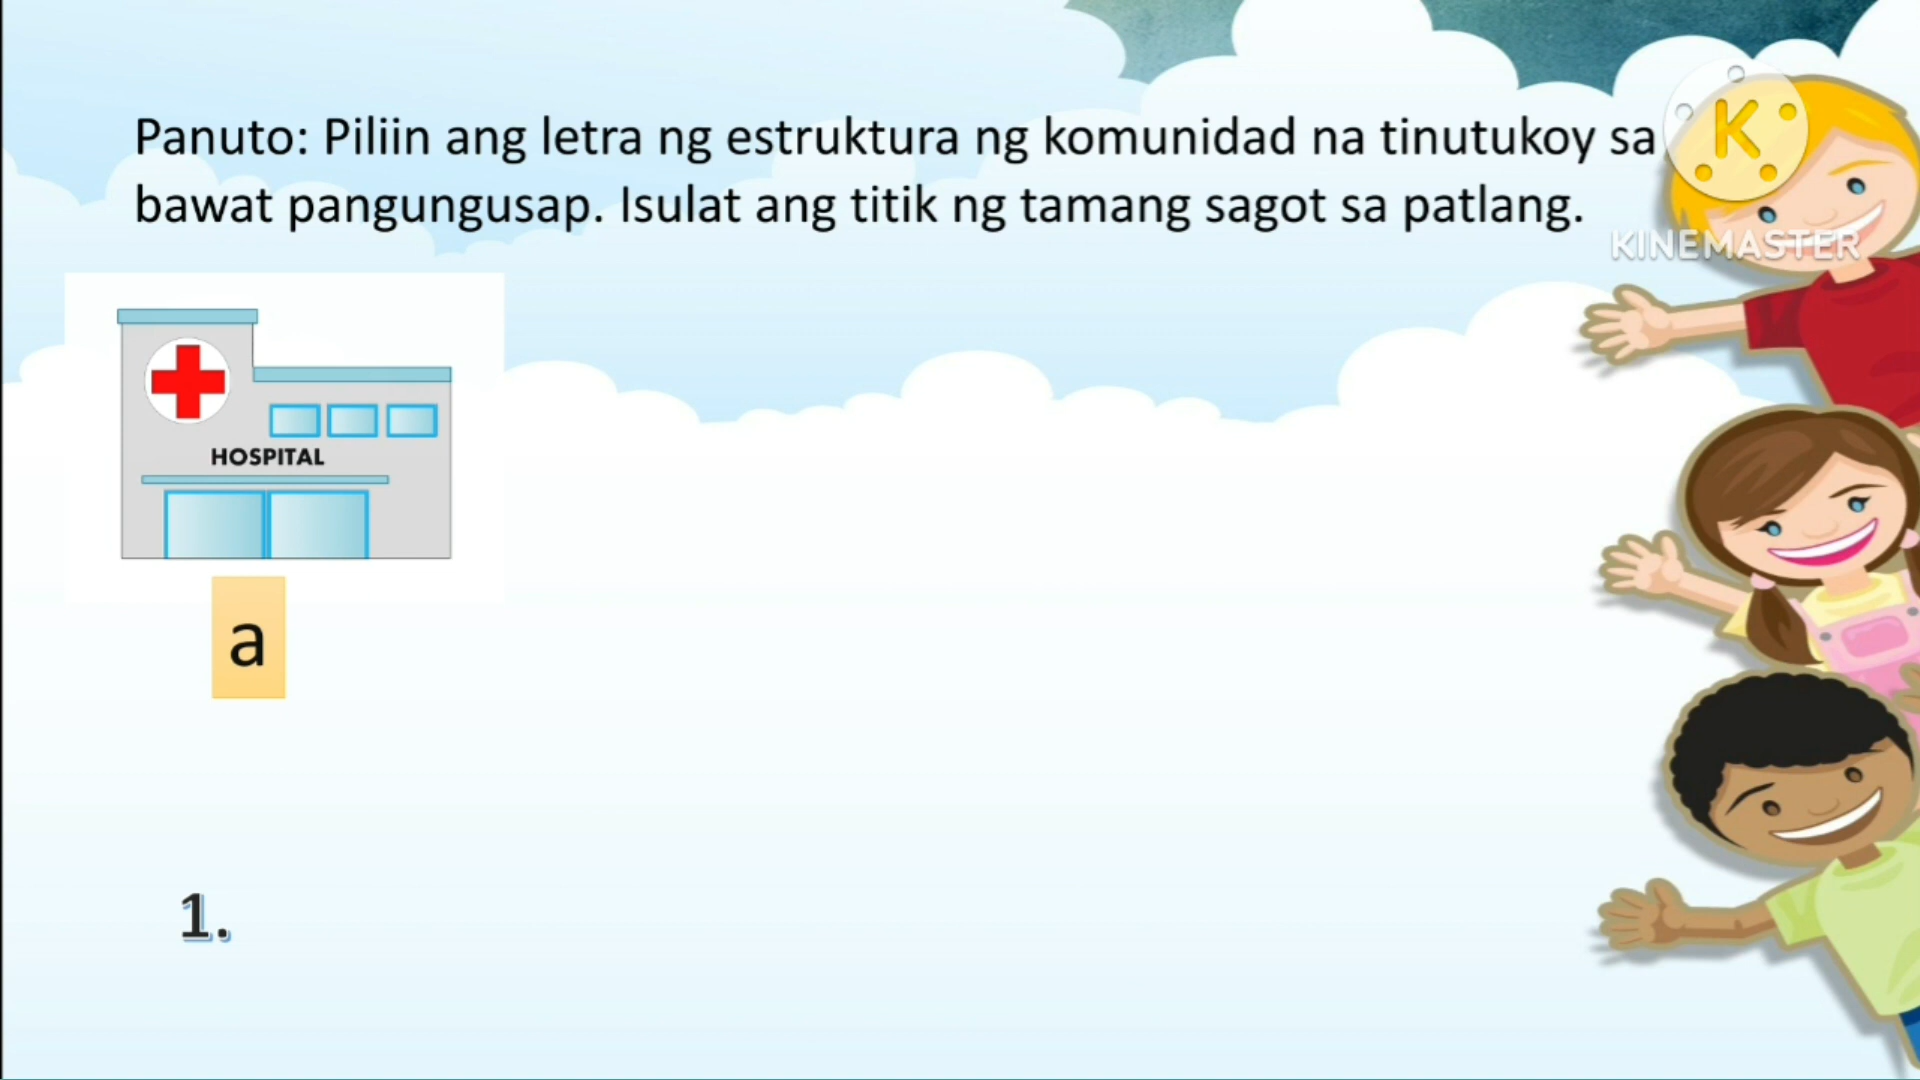 Panuto: Piliin ang letra ng estruktura ng komunidad na tinutukoy sa
bawat pangungusap. Isulat ang titik ng tamang sagot sa patlang.
K
KINEMASTER
HOSPITAL
a
1.